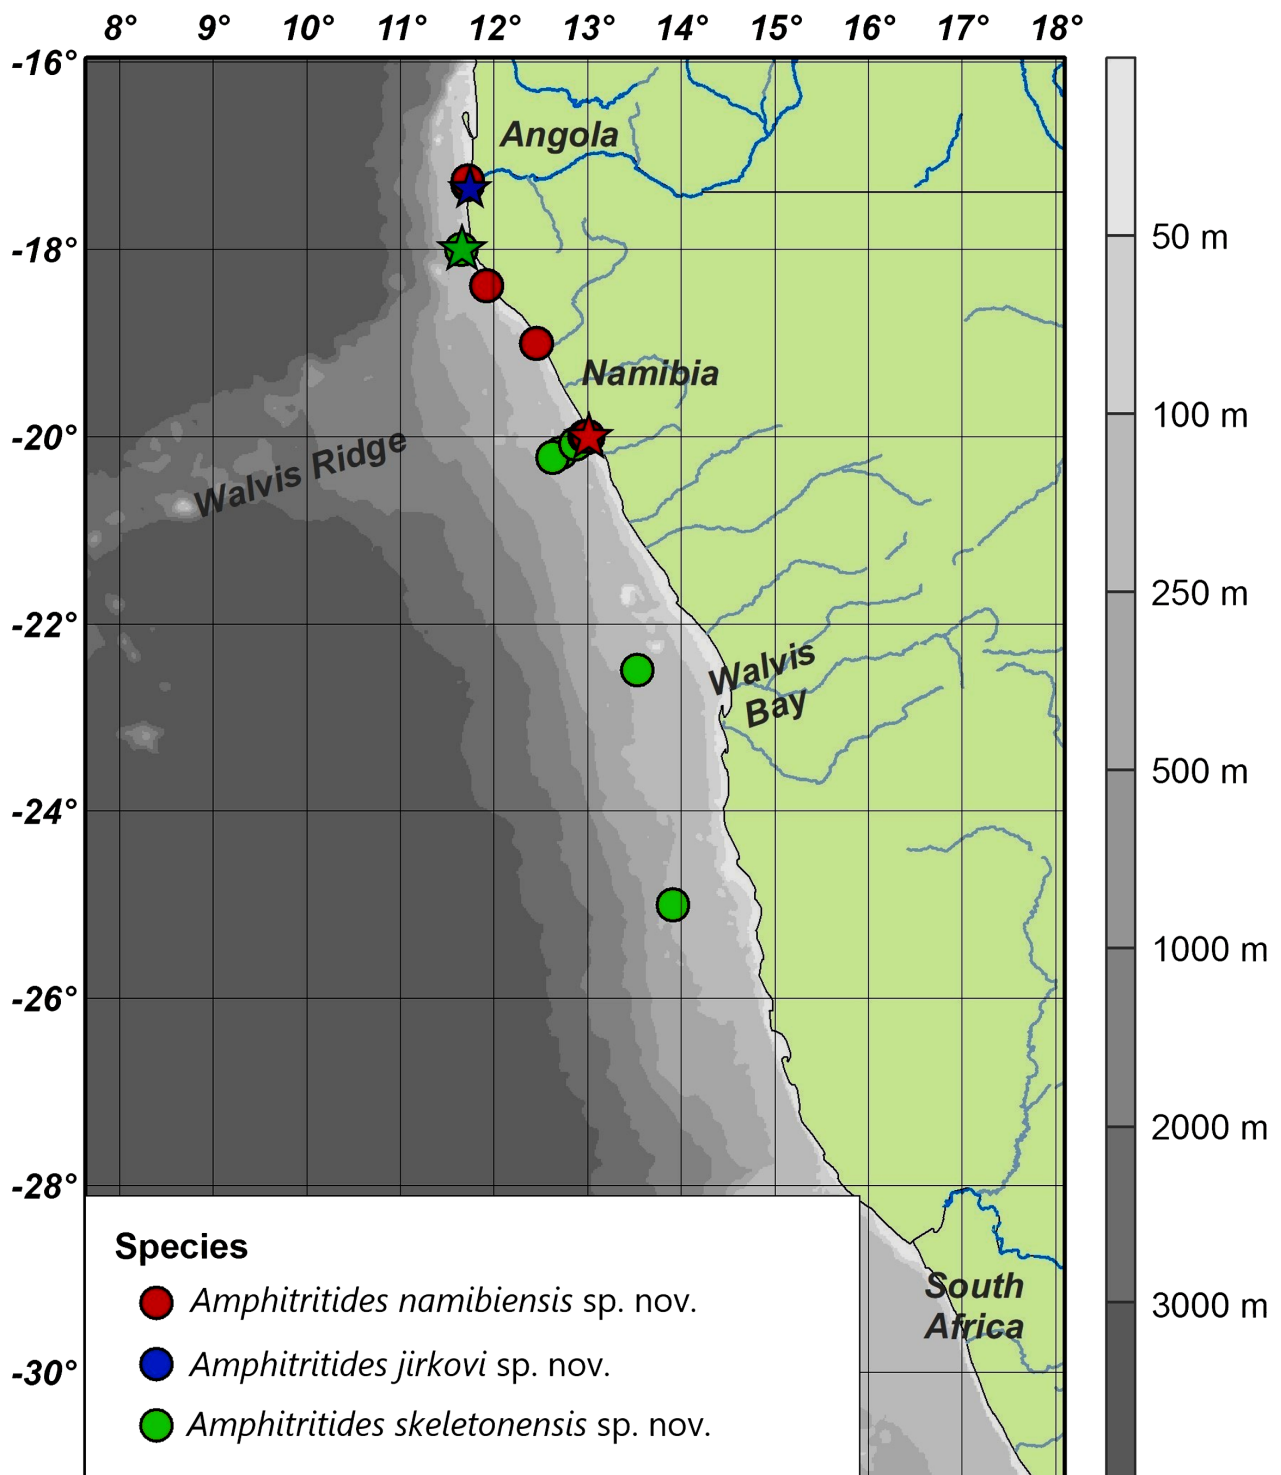 8° 9° 10° 11° 12° 13° 14° 15° 16° 17° 18°
-16°
Angola
-18°
50 m
Namibia
100 m
-20°
Walvis Ridge
250 m
-22°
Walvis
Bay
500 m
-24°
1000 m
-26°
2000 m
-28°
Species
South
Africa
3000 m
Amphitritides namibiensis sp. nov.
Amphitritides jirkovi sp. nov.
-30°
Amphitritides skeletonensis sp. nov.